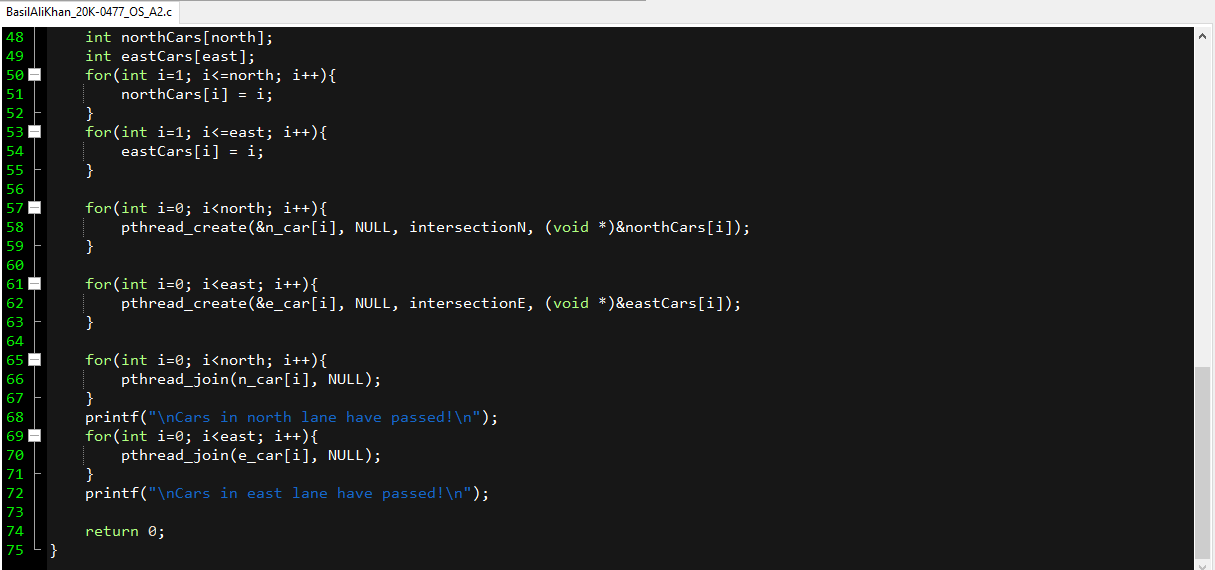 BasilAliKhan_20K-0477_OS_A2.c
48 int northCars[north];
49 int eastCars[east];
50 for(int i=1; i<=north; i++){
51 northCars[i] = i;
52 }
53 for(int i=1; i<=east; i++){
54 eastCars[i] = i;
55 }
56
57 for(int i=0; i<north; i++){
58 pthread_create(&n_car[i], NULL, intersectionN, (void *)&northCars[i]);
59 }
60
61 for(int i=0; i<east; i++){
62 pthread_create(&e_car[i], NULL, intersectionE, (void *)&eastCars[i]);
63 }
64
65 for(int i=0; i<north; i++){
66 pthread_join(n_car[i], NULL);
67 }
68 printf("\nCars in north lane have passed!\n");
69 for(int i=0; i<east; i++){
70 pthread_join(e_car[i], NULL);
71 }
72 printf("\nCars in east lane have passed!\n");
73
74 return 0;
75 }